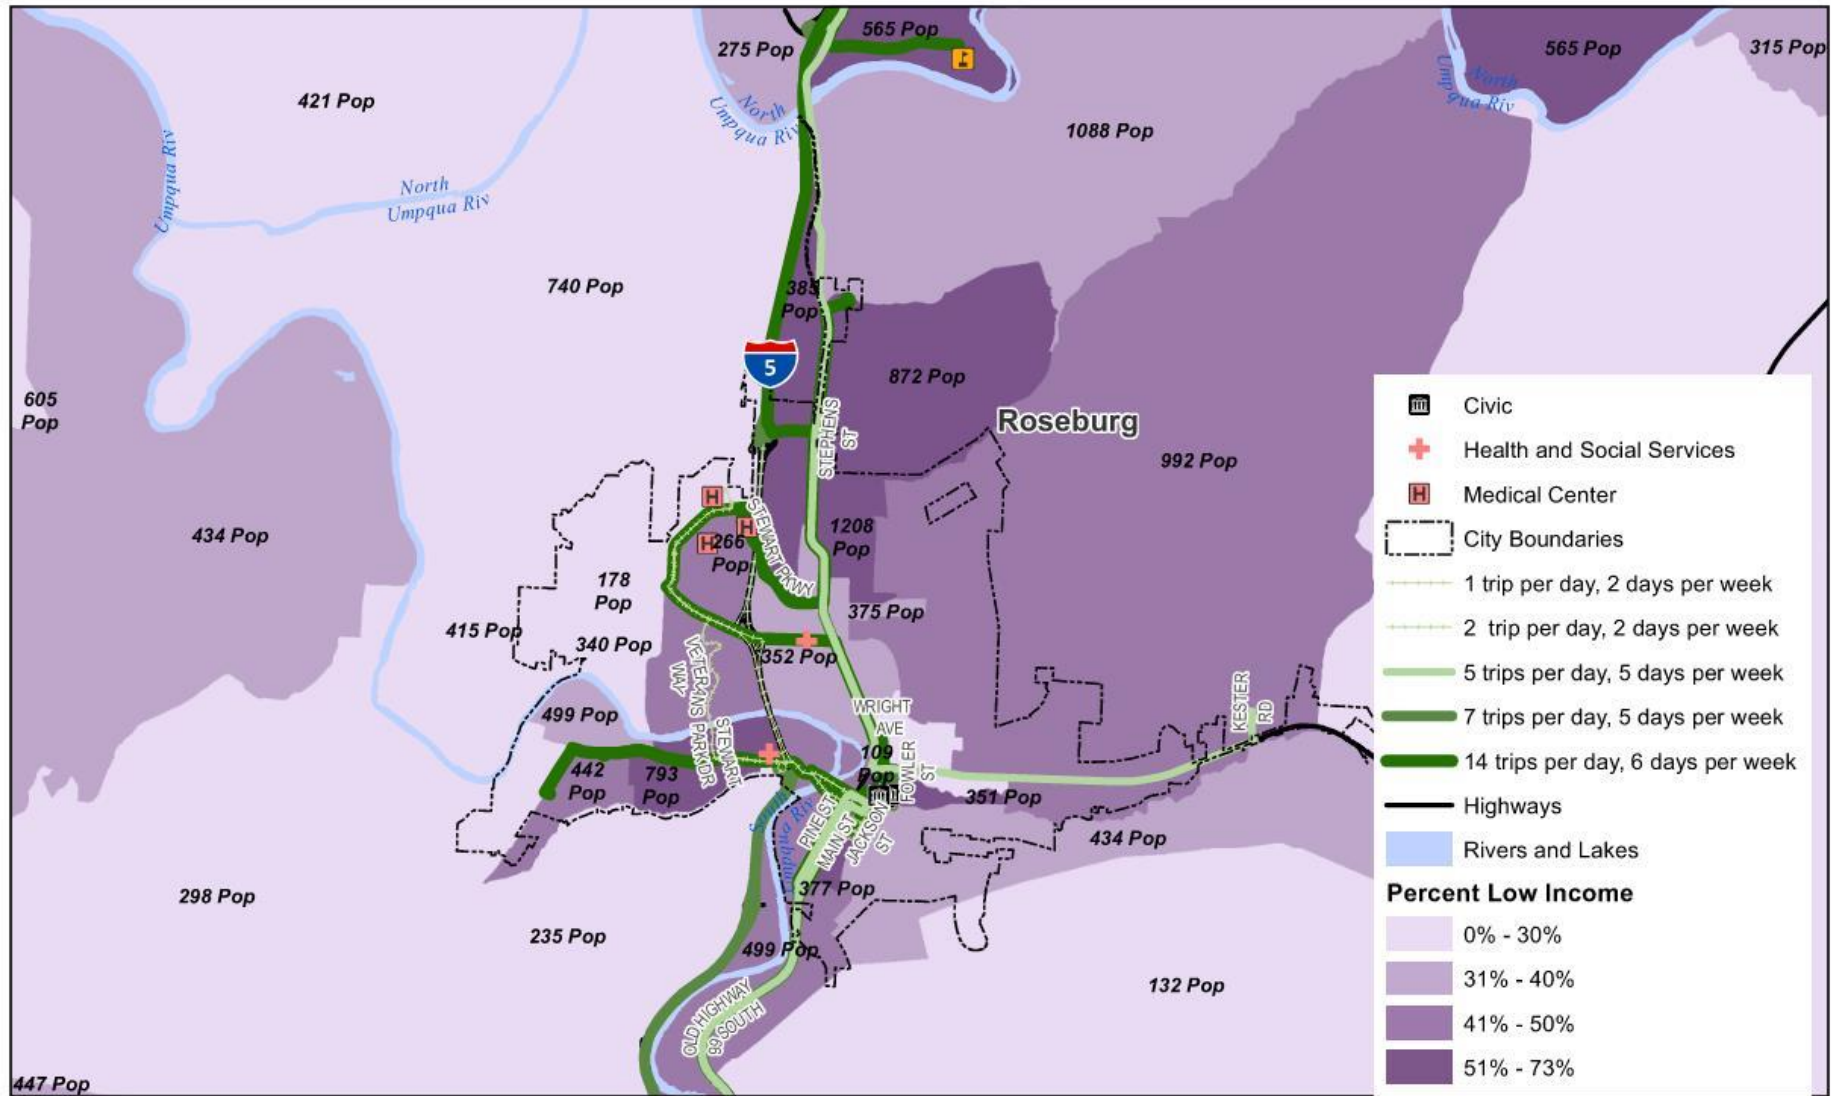 565 Pop
275 Pop
565 Pop
315 Pop
421 Pop
North
Umpqua Riv
North
Umpqua Riv
1088 Pop
Umpqua Riv
North
Umpqua Riv
740 Pop
385
Pop
5
872 Pop
605
Pop
STEPHENS
ST
Roseburg
992 Pop
H
H
H
STEWART PKWY
434 Pop
266
Pop
1208
Pop
178
Pop
375 Pop
415 Pop
340 Pop
352 Pop
VETERANS
WAY
499 Pop
STEWART
PARK DR
WRIGHT
AVE
KESTER
RD
109
Pop
FOWLER
ST
442
Pop
793
Pop
351 Pop
South
Umpqua Riv
PINE ST
MAIN ST
JACKSON
ST
434 Pop
298 Pop
377 Pop
235 Pop
499 Pop
132 Pop
OLD HIGHWAY
99 SOUTH
447 Pop
Civic
Health and Social Services
H
Medical Center
City Boundaries
1 trip per day, 2 days per week
2 trip per day, 2 days per week
5 trips per day, 5 days per week
7 trips per day, 5 days per week
14 trips per day, 6 days per week
Highways
Rivers and Lakes
Percent Low Income
0% - 30%
31% - 40%
41% - 50%
51% - 73%